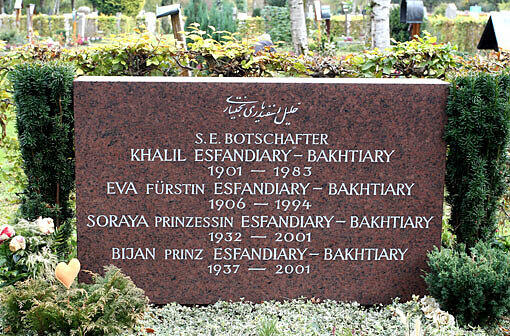 خلیل اسفندیاری بختیاری
S.E. BOTSCHAFTER
KHALIL ESFANDIARY – BAKHTIARY
1901 — 1983
EVA FÜRSTIN ESFANDIARY – BAKHTIARY
1906 — 1994
SORAYA PRINZESSIN ESFANDIARY – BAKHTIARY
1932 — 2001
BIJAN PRINZ ESFANDIARY – BAKHTIARY
1937 — 2001